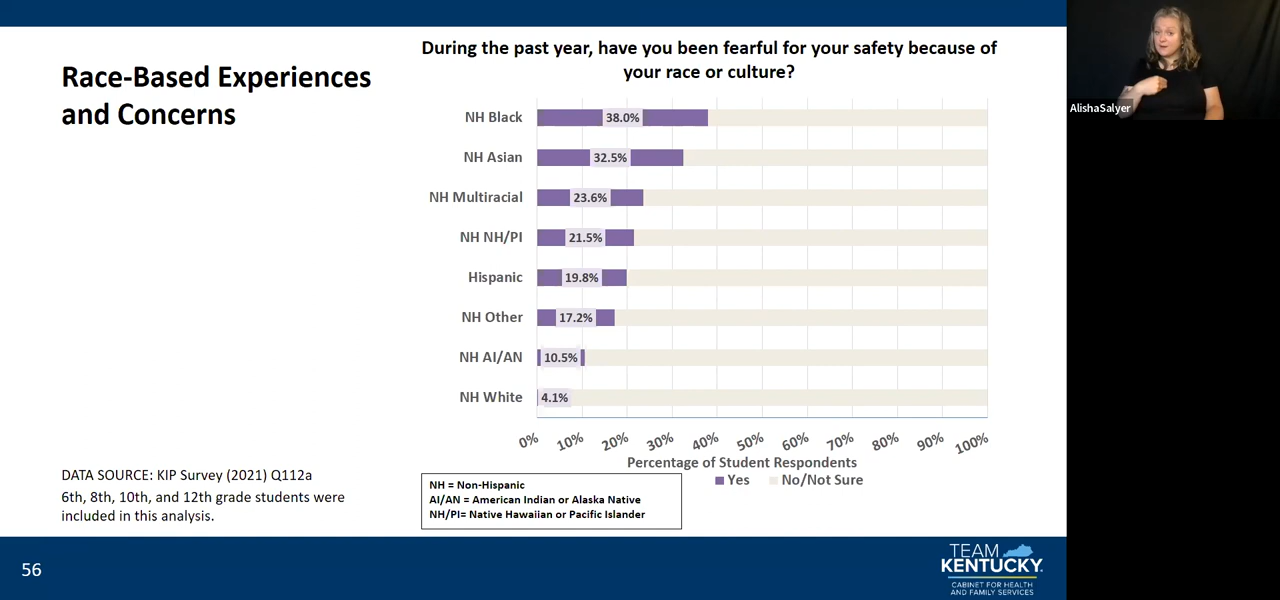 During the past year, have you been fearful for your safety because of
your race or culture?
Race-Based Experiences
and Concerns
AlishaSalyer
NH Black
38.0%
NH Asian
32.5%
NH Multiracial
23.6%
NH NH/PI
21.5%
Hispanic
19.8%
NH Other
17.2%
NH AI/AN
10.5%
NH White
4.1%
0% 10% 20% 30% 40% 50% 60% 70% 80% 90% 100%
Percentage of Student Respondents
Yes No/Not Sure
DATA SOURCE: KIP Survey (2021) Q112a
6th, 8th, 10th, and 12th grade students were
included in this analysis.
NH = Non-Hispanic
AI/AN = American Indian or Alaska Native
NH/PI= Native Hawaiian or Pacific Islander
56
TEAM
KENTUCKY
CABINET FOR HEALTH
AND FAMILY SERVICES